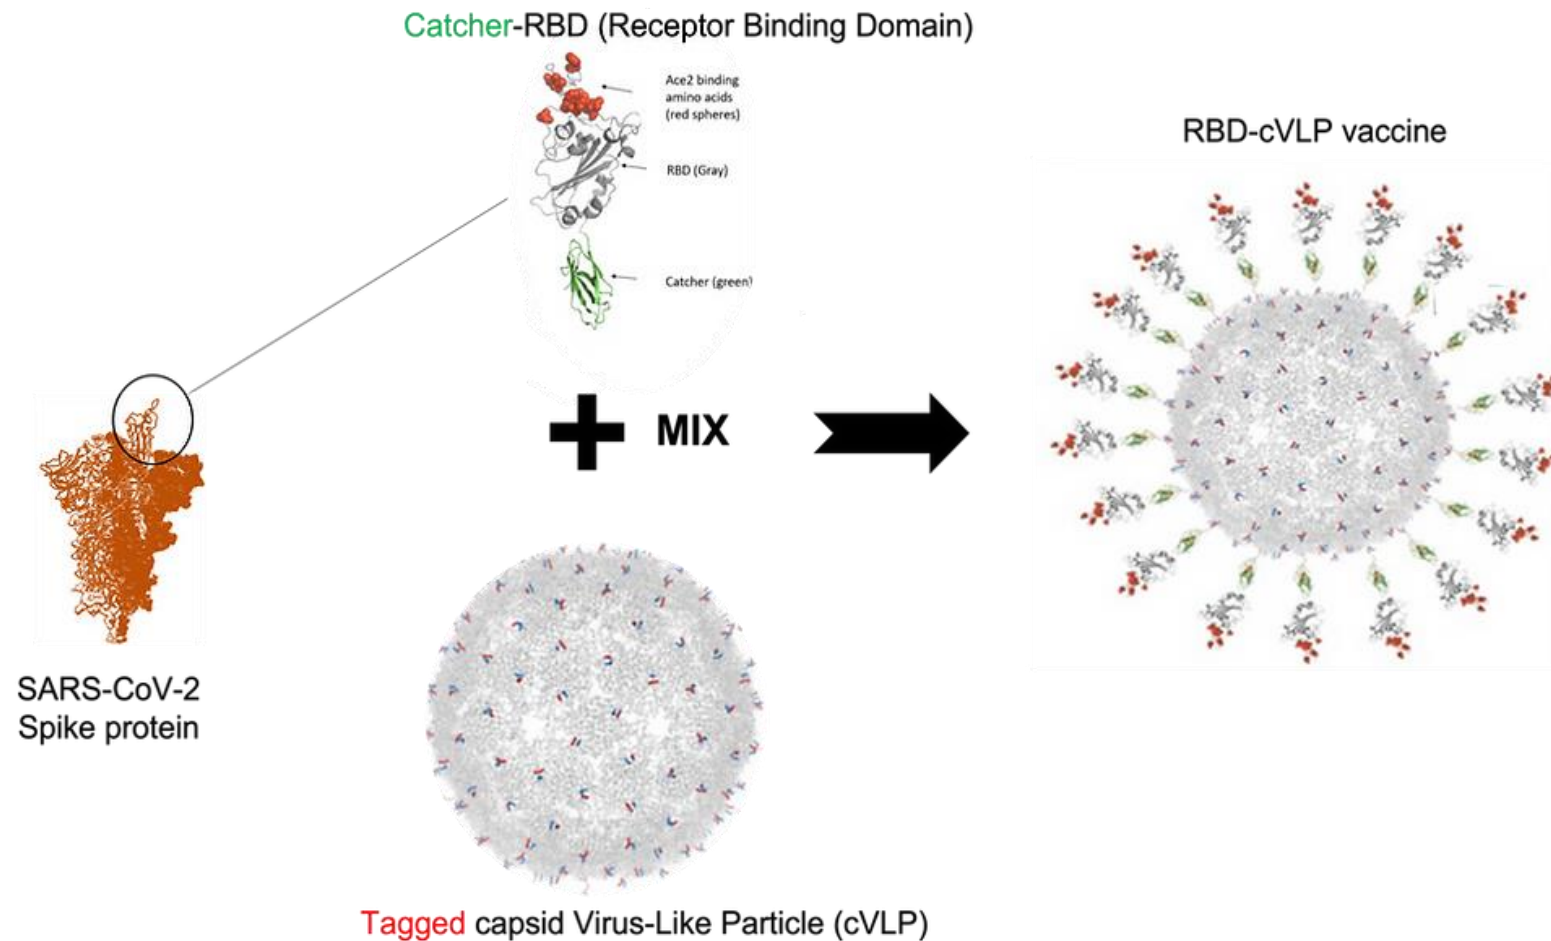 Catcher-RBD (Receptor Binding Domain)
Ace2 binding
amino acids
(red spheres)
RBD (Gray)
Catcher (green)
RBD-cVLP vaccine
MIX
SARS-CoV-2
Spike protein
Tagged capsid Virus-Like Particle (cVLP)